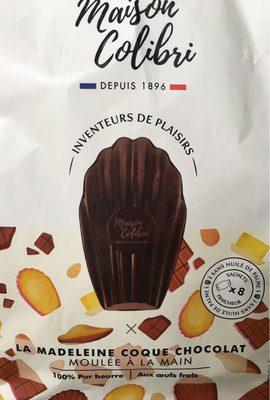 Maison
Colibri
DEPUIS 1896
INVENTEURS DE PLAISIRS
Maison
Colibri
SANS HUILE DE PALME
SACHETS
x8
FRAÎCHEUR
LA MADELEINE COQUE CHOCOLAT
MOULÉE À LA MAIN
100% Pur beurre | Aux œufs frais